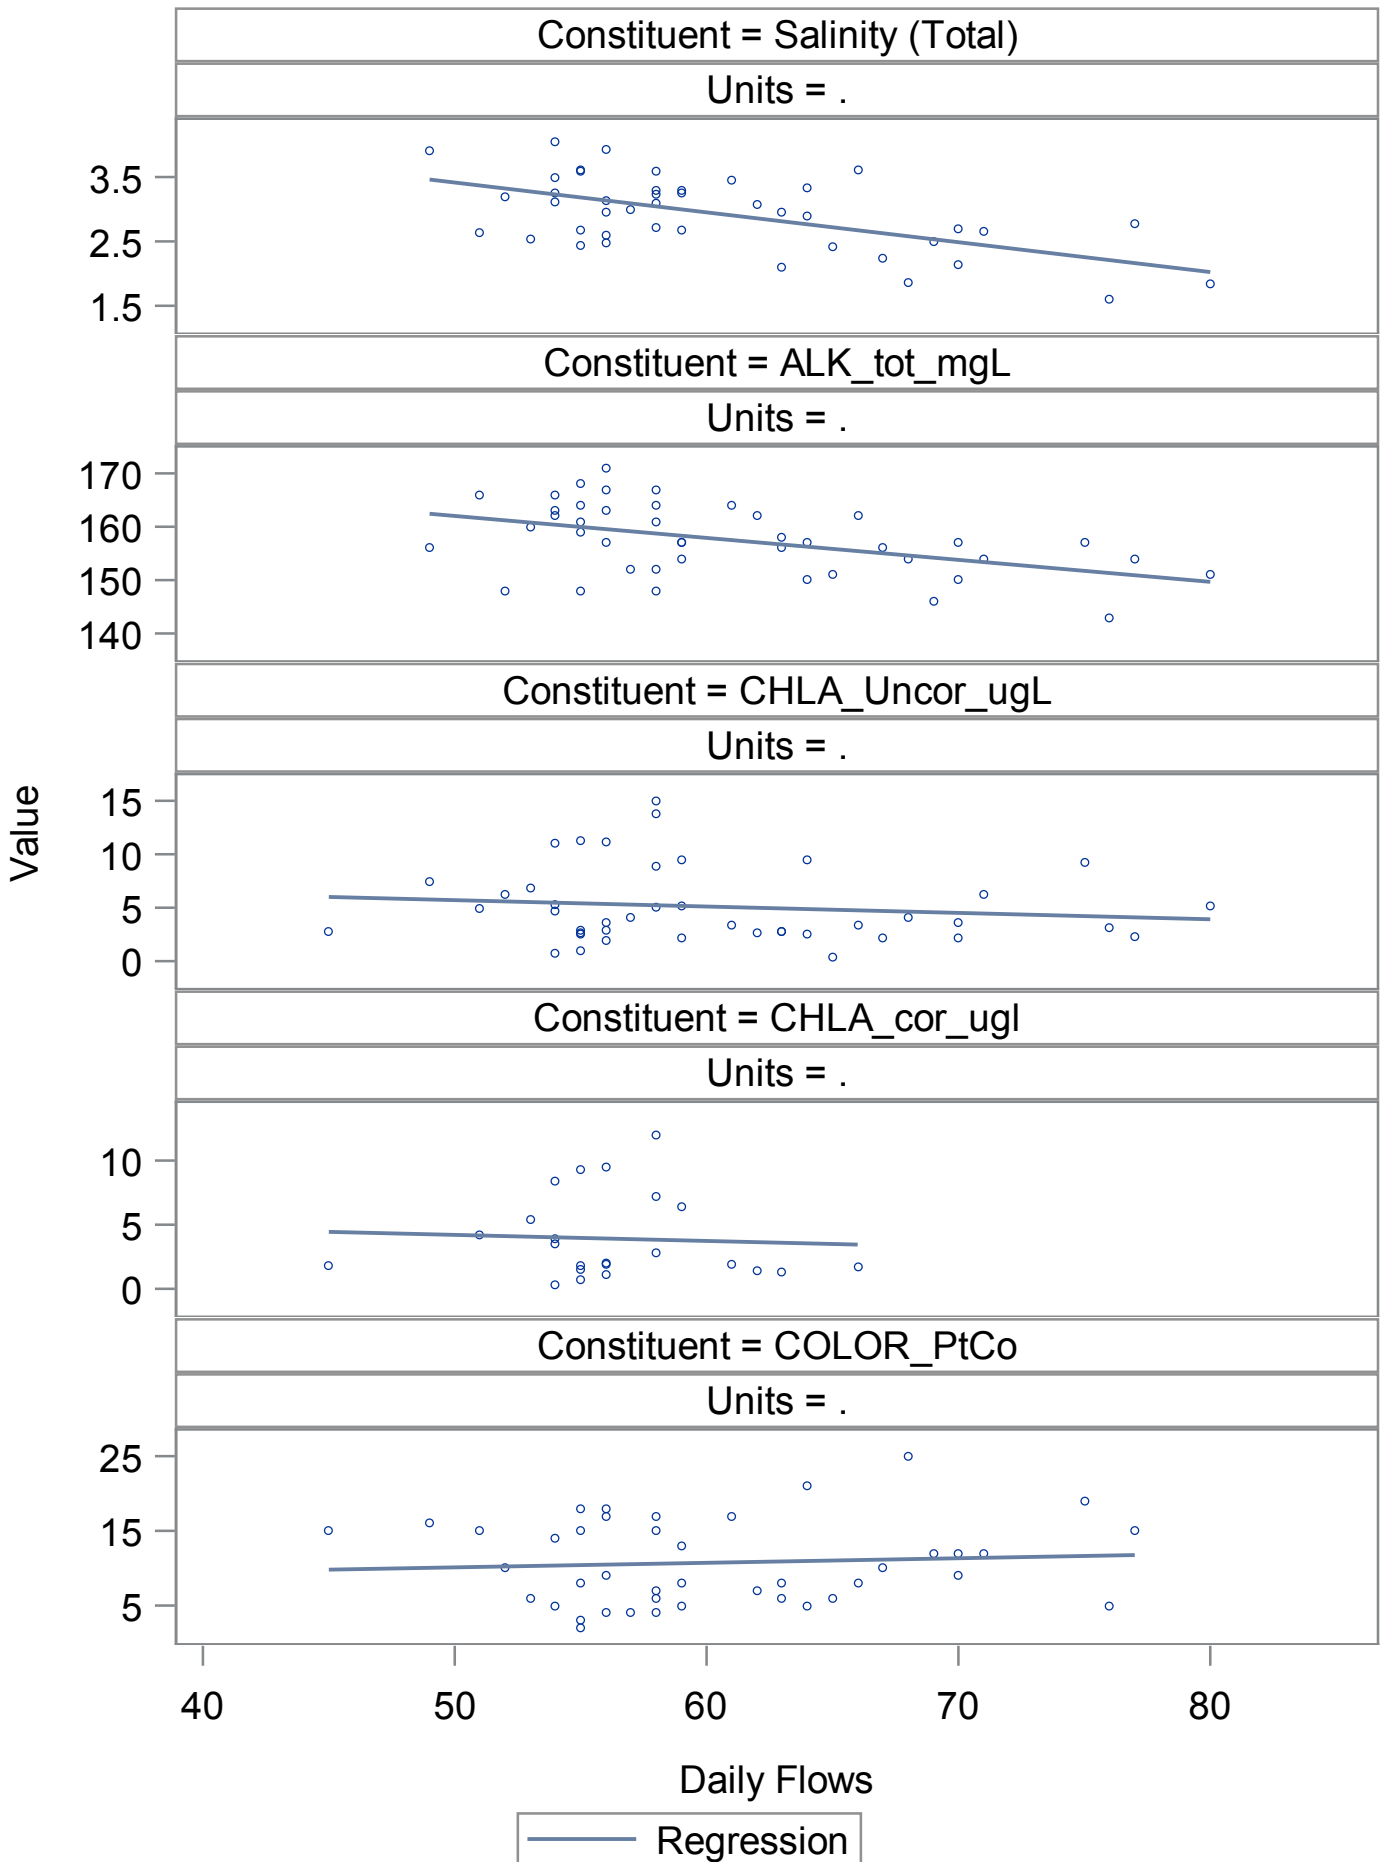 Constituent = Salinity (Total)
Units = .
3.5
2.5
1.5
Constituent = ALK_tot_mgL
Units = .
170
160
150
140
Constituent = CHLA_Uncor_ugL
Units = .
15
10
5
0
Constituent = CHLA_cor_ugl
Units = .
10
5
0
Constituent = COLOR_PtCo
Units = .
25
15
5
Value
40 50 60 70 80
Daily Flows
Regression